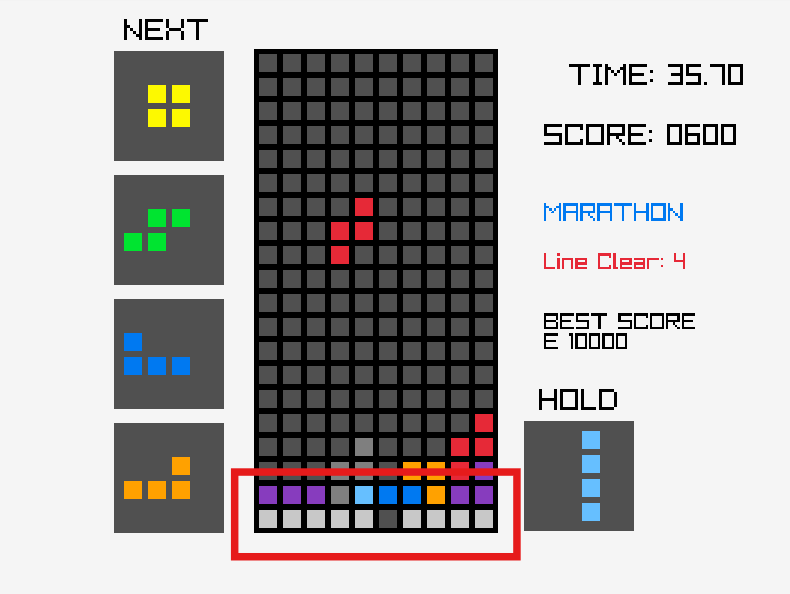 NEXT
TIME: 35.70
SCORE: 0600
MARATHON
Line Clear: 4
BEST SCORE
E 10000
HOLD